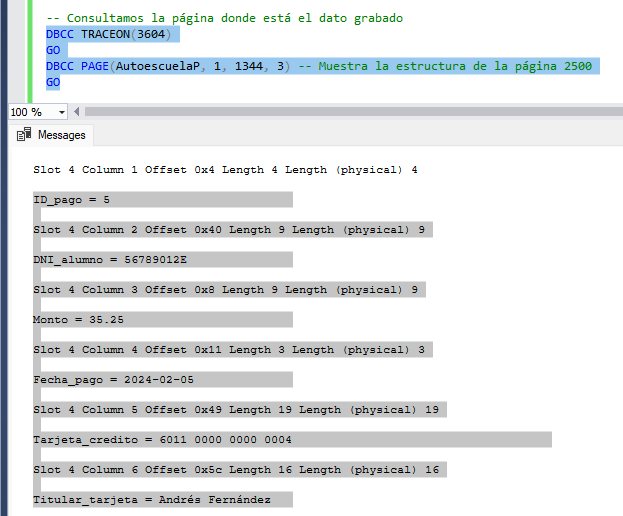 -- Consultamos la página donde está el dato grabado
DBCC TRACEON(3604)
GO
DBCC PAGE(AutoescuelaP, 1, 1344, 3) -- Muestra la estructura de la página 2500
GO
100 %
Messages
Slot 4 Column 1 Offset 0x4 Length 4 Length (physical) 4
ID_pago = 5
Slot 4 Column 2 Offset 0x40 Length 9 Length (physical) 9
DNI_alumno = 56789012E
Slot 4 Column 3 Offset 0x8 Length 9 Length (physical) 9
Monto = 35.25
Slot 4 Column 4 Offset 0x11 Length 3 Length (physical) 3
Fecha_pago = 2024-02-05
Slot 4 Column 5 Offset 0x49 Length 19 Length (physical) 19
Tarjeta_credito = 6011 0000 0000 0004
Slot 4 Column 6 Offset 0x5c Length 16 Length (physical) 16
Titular_tarjeta = Andrés Fernández